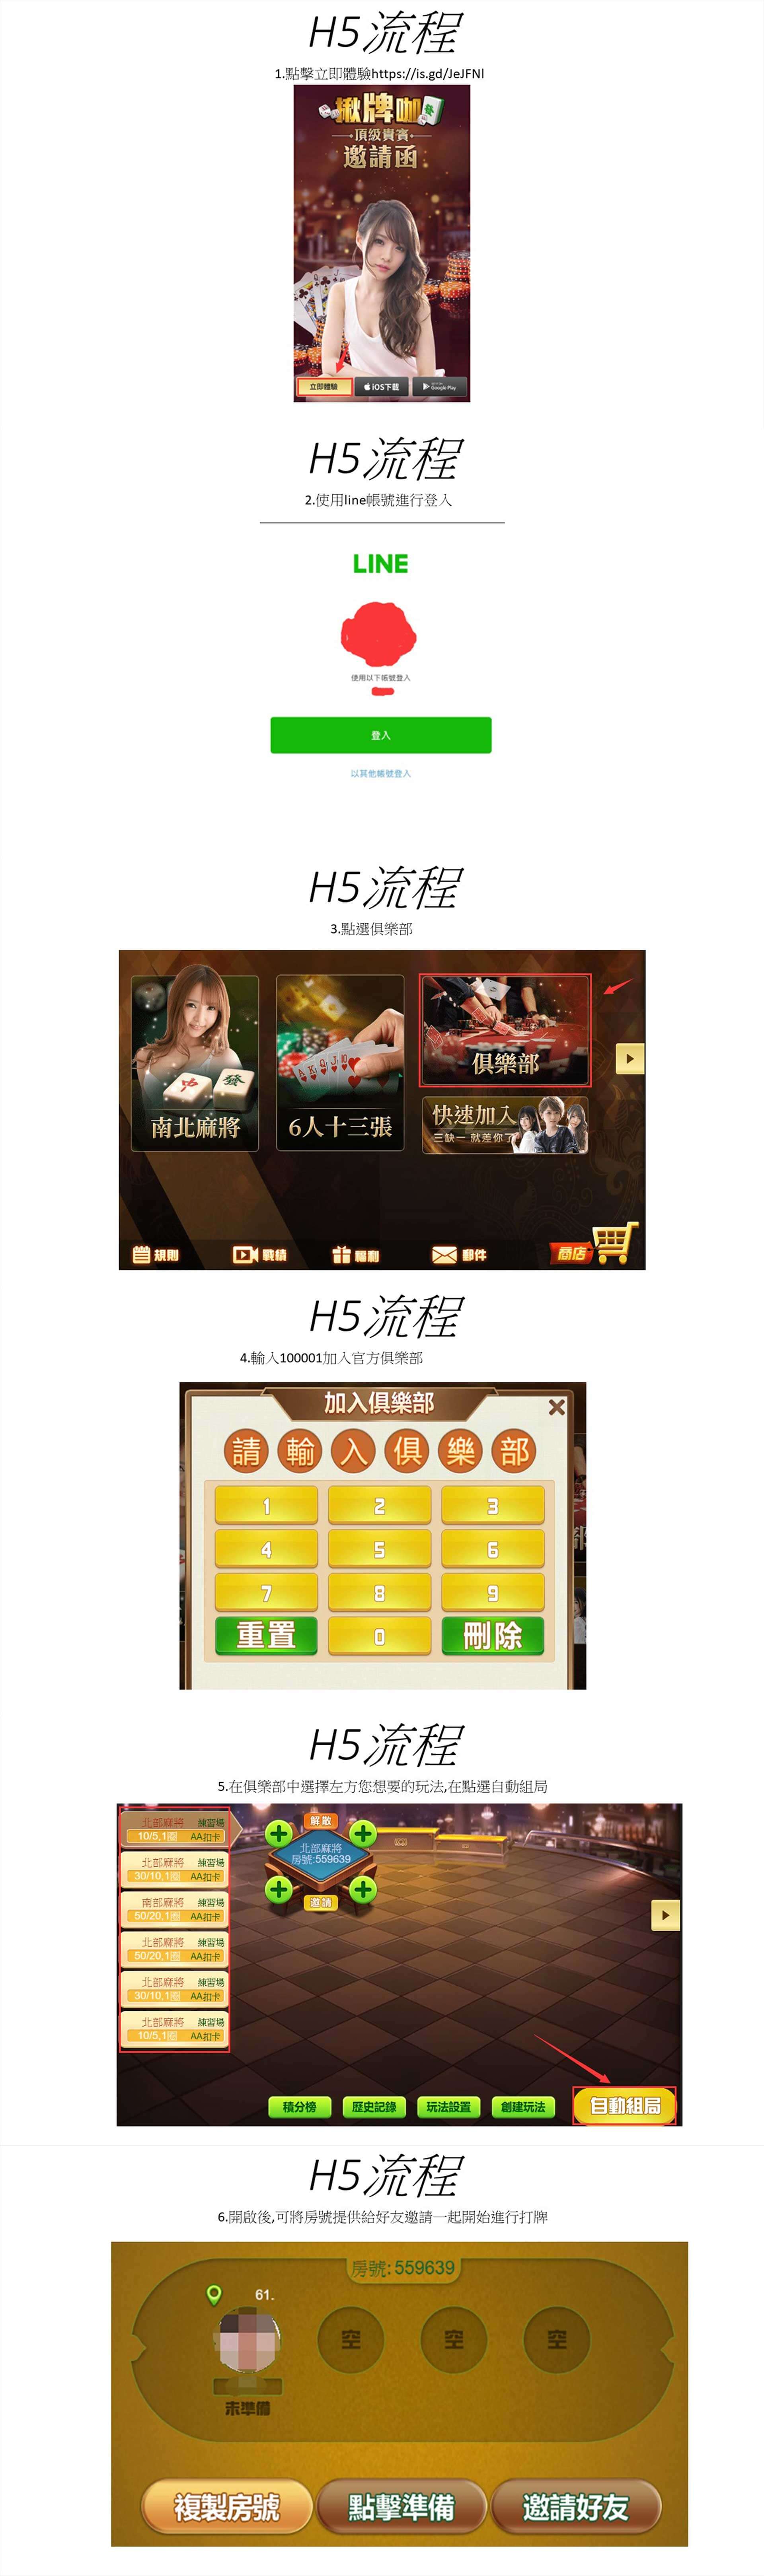 H5流程
1.點擊立即體驗https://is.gd/JeJFNl
揪牌咖
頂級貴賓
邀請函
立即體驗
iOS下載
Google Play
H5流程
2.使用line帳號進行登入
LINE
使用以下帳號登入
登入
以其他帳號登入
H5流程
3.點選俱樂部
南北麻將
6人十三張
俱樂部
快速加入
三缺一 就差你了
規則
戰績
福利
郵件
商店
H5流程
4.輸入100001加入官方俱樂部
加入俱樂部
請輸入俱樂部
1 2 3
4 5 6
7 8 9
重置 0 刪除
H5流程
5.在俱樂部中選擇左方您想要的玩法,在點選自動組局
北部麻將 練習場
10/5,1圈 AA扣卡
北部麻將 練習場
30/10,1圈 AA扣卡
南部麻將 練習場
50/20,1圈 AA扣卡
北部麻將 練習場
50/20,1圈 AA扣卡
北部麻將 練習場
30/10,1圈 AA扣卡
北部麻將 練習場
10/5,1圈 AA扣卡
解散
北部麻將
房號:559639
邀請
積分榜
歷史記錄
玩法設置
創建玩法
自動組局
H5流程
6.開啟後,可將房號提供給好友邀請一起開始進行打牌
房號:559639
61.
空 空 空
未準備
複製房號
點擊準備
邀請好友